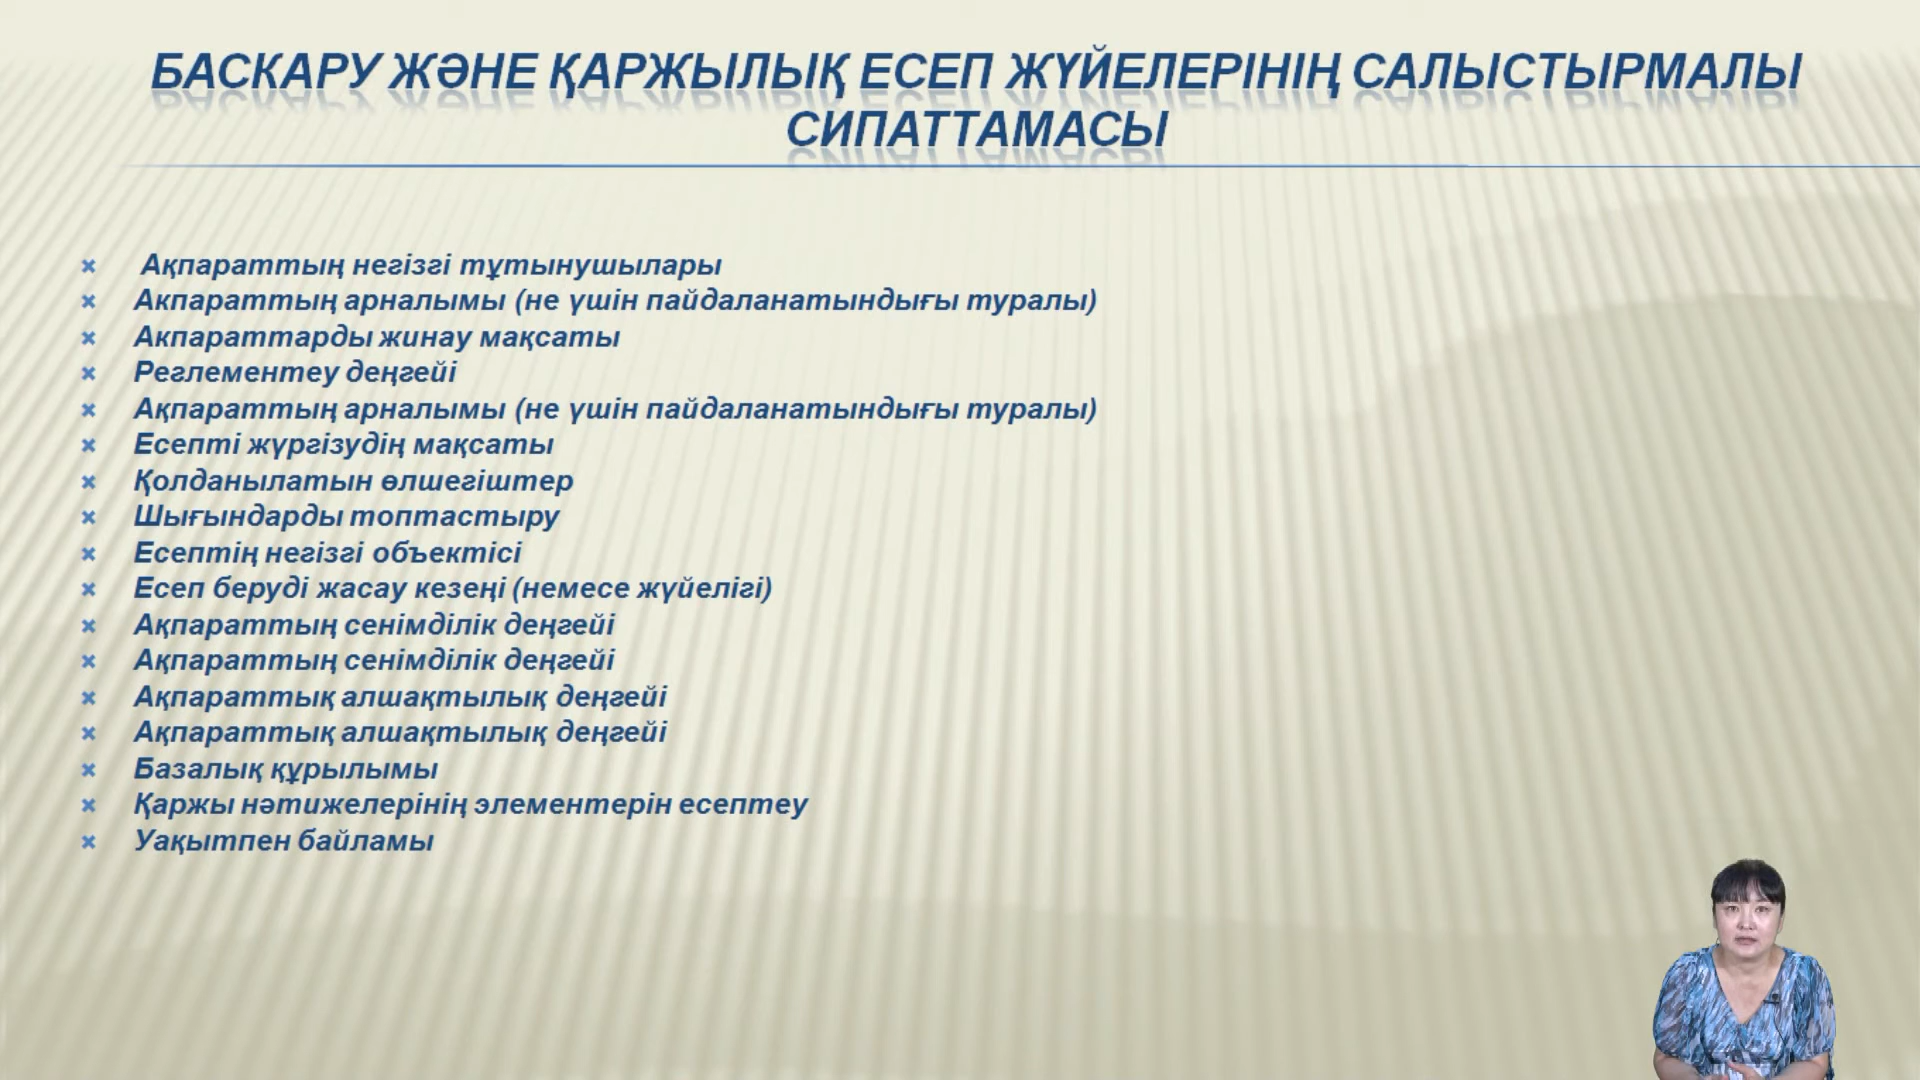 БАСКАРУ ЖӘНЕ ҚАРЖЫЛЫҚ ЕСЕП ЖҮЙЕЛЕРІНІҢ САЛЫСТЫРМАЛЫ
СИПАТТАМАСЫ
Ақпараттың негізгі тұтынушылары
Акпараттың арналымы (не үшін пайдаланатындығы туралы)
Акпараттарды жинау мақсаты
Реглементеу деңгейі
Ақпараттың арналымы (не үшін пайдаланатындығы туралы)
Есепті жүргізудің мақсаты
Қолданылатын өлшегіштер
Шығындарды топтастыру
Есептің негізгі объектісі
Есеп беруді жасау кезеңі (немесе жүйелігі)
Ақпараттың сенімділік деңгейі
Ақпараттың сенімділік деңгейі
Ақпараттық алшақтылық деңгейі
Ақпараттық алшақтылық деңгейі
Базалық құрылымы
Қаржы нәтижелерінің элементерін есептеу
Уақытпен байламы